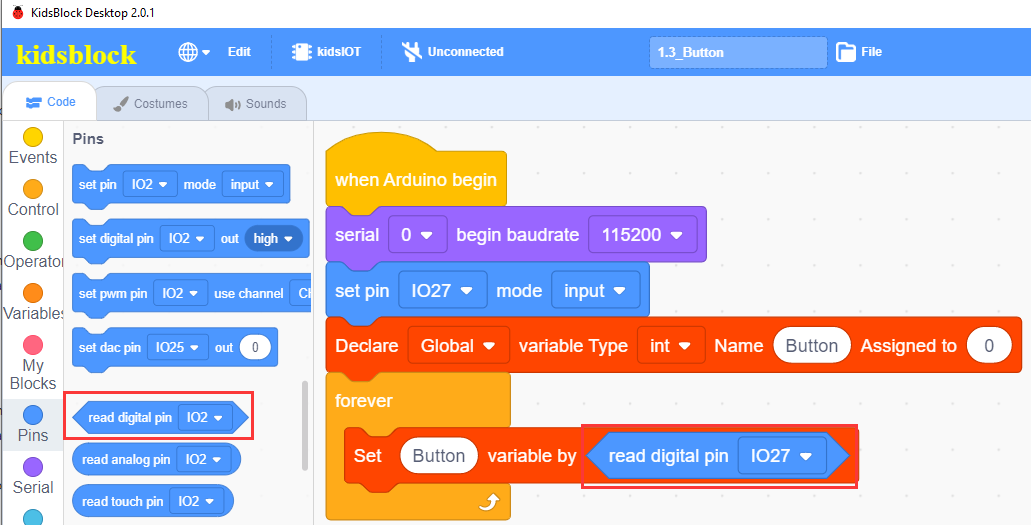 KidsBlock Desktop 2.0.1
kidsblock Edit kidsIOT Unconnected 1.3_Button File
Code Costumes Sounds
Events
Control
Operator
Variables
My
Blocks
Pins
Serial
Pins
set pin IO2 mode input
set digital pin IO2 out high
set pwm pin IO2 use channel
set dac pin IO25 out 0
read digital pin IO2
read analog pin IO2
read touch pin IO2
when Arduino begin
serial 0 begin baudrate 115200
set pin IO27 mode input
Declare Global variable Type int Name Button Assigned to 0
forever
Set Button variable by read digital pin IO27